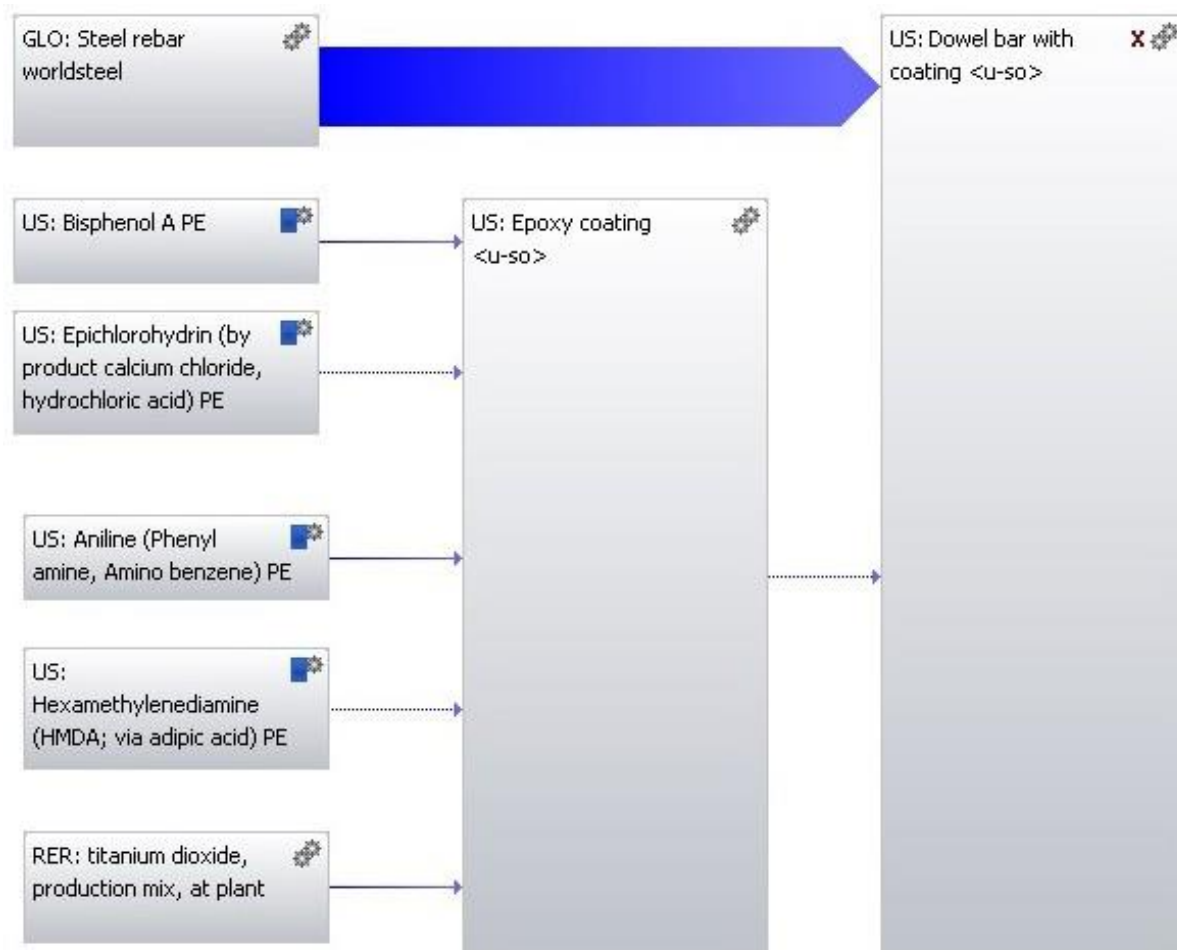 GLO: Steel rebar
worldsteel
US: Dowel bar with
coating <u-so>
X
US: Bisphenol A PE
US: Epoxy coating
<u-so>
US: Epichlorohydrin (by
product calcium chloride,
hydrochloric acid) PE
US: Aniline (Phenyl
amine, Amino benzene) PE
US:
Hexamethylenediamine
(HMDA; via adipic acid) PE
RER: titanium dioxide,
production mix, at plant